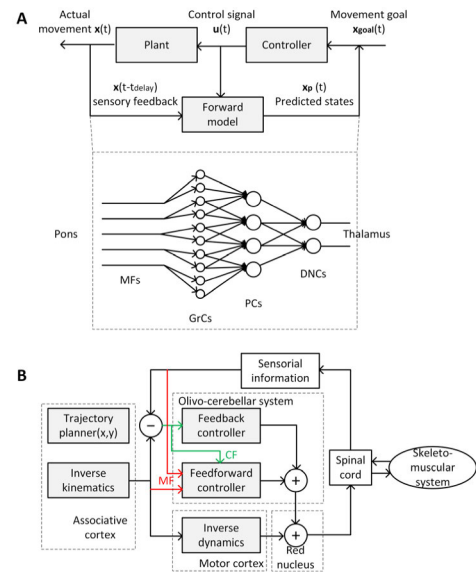 A
Actual
movement x(t)
Control signal
u(t)
Movement goal
xgoal(t)
Plant
Controller
x(t-tdelay)
sensory feedback
Forward
model
xp (t)
Predicted states
Pons
MFs
GrCs
PCs
DNCs
Thalamus
B
Sensorial
information
Olivo-cerebellar system
Trajectory
planner(x,y)
−
Feedback
controller
CF
Inverse
kinematics
MF
Feedforward
controller
+
Spinal
cord
Skeleto-
muscular
system
Associative
cortex
Inverse
dynamics
+
Motor cortex
Red
nucleus